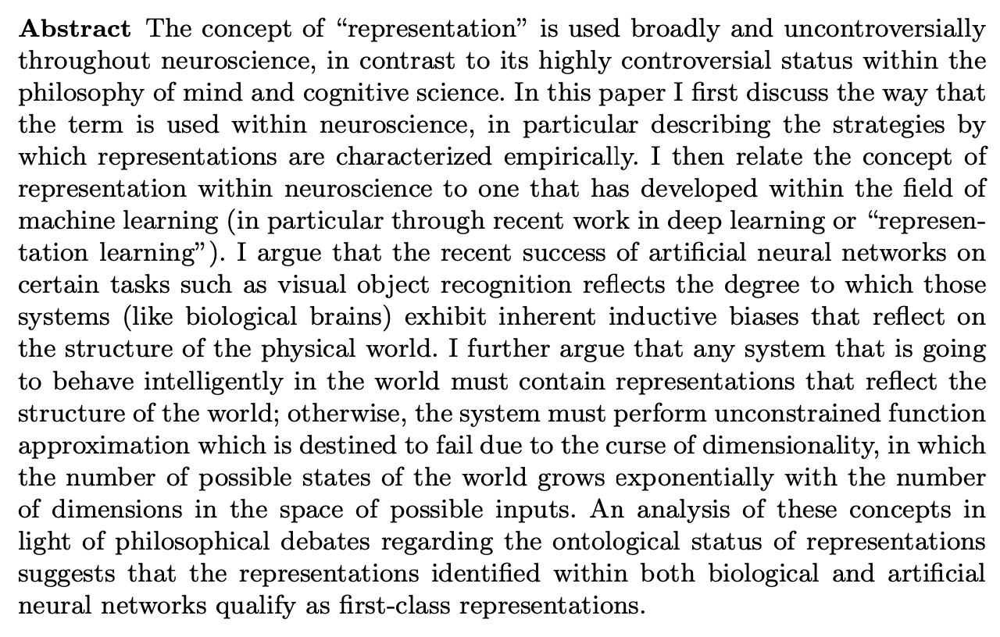 Abstract The concept of “representation” is used broadly and uncontroversially
throughout neuroscience, in contrast to its highly controversial status within the
philosophy of mind and cognitive science. In this paper I first discuss the way that
the term is used within neuroscience, in particular describing the strategies by
which representations are characterized empirically. I then relate the concept of
representation within neuroscience to one that has developed within the field of
machine learning (in particular through recent work in deep learning or “represen-
tation learning”). I argue that the recent success of artificial neural networks on
certain tasks such as visual object recognition reflects the degree to which those
systems (like biological brains) exhibit inherent inductive biases that reflect on
the structure of the physical world. I further argue that any system that is going
to behave intelligently in the world must contain representations that reflect the
structure of the world; otherwise, the system must perform unconstrained function
approximation which is destined to fail due to the curse of dimensionality, in which
the number of possible states of the world grows exponentially with the number
of dimensions in the space of possible inputs. An analysis of these concepts in
light of philosophical debates regarding the ontological status of representations
suggests that the representations identified within both biological and artificial
neural networks qualify as first-class representations.